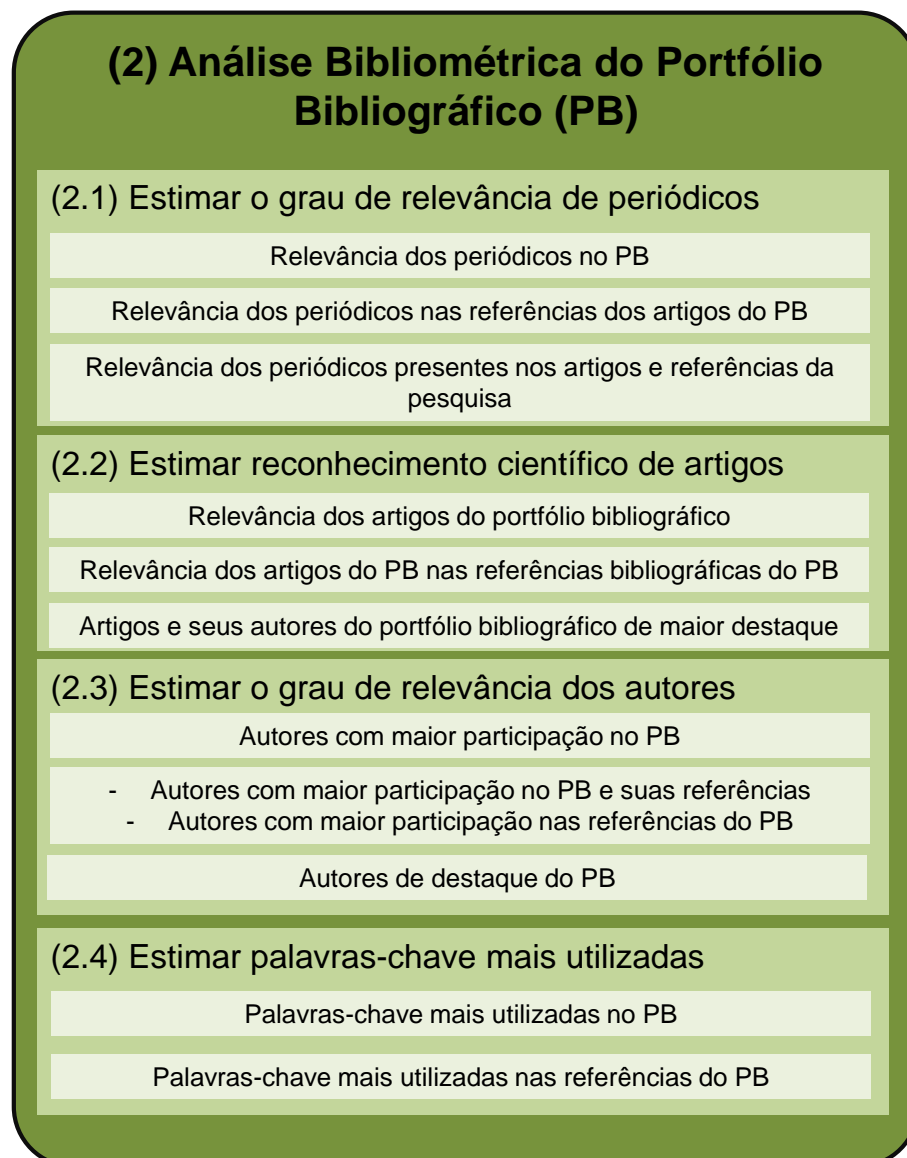 (2) Análise Bibliométrica do Portfólio
Bibliográfico (PB)
(2.1) Estimar o grau de relevância de periódicos
Relevância dos periódicos no PB
Relevância dos periódicos nas referências dos artigos do PB
Relevância dos periódicos presentes nos artigos e referências da
pesquisa
(2.2) Estimar reconhecimento científico de artigos
Relevância dos artigos do portfólio bibliográfico
Relevância dos artigos do PB nas referências bibliográficas do PB
Artigos e seus autores do portfólio bibliográfico de maior destaque
(2.3) Estimar o grau de relevância dos autores
Autores com maior participação no PB
- Autores com maior participação no PB e suas referências
- Autores com maior participação nas referências do PB
Autores de destaque do PB
(2.4) Estimar palavras-chave mais utilizadas
Palavras-chave mais utilizadas no PB
Palavras-chave mais utilizadas nas referências do PB